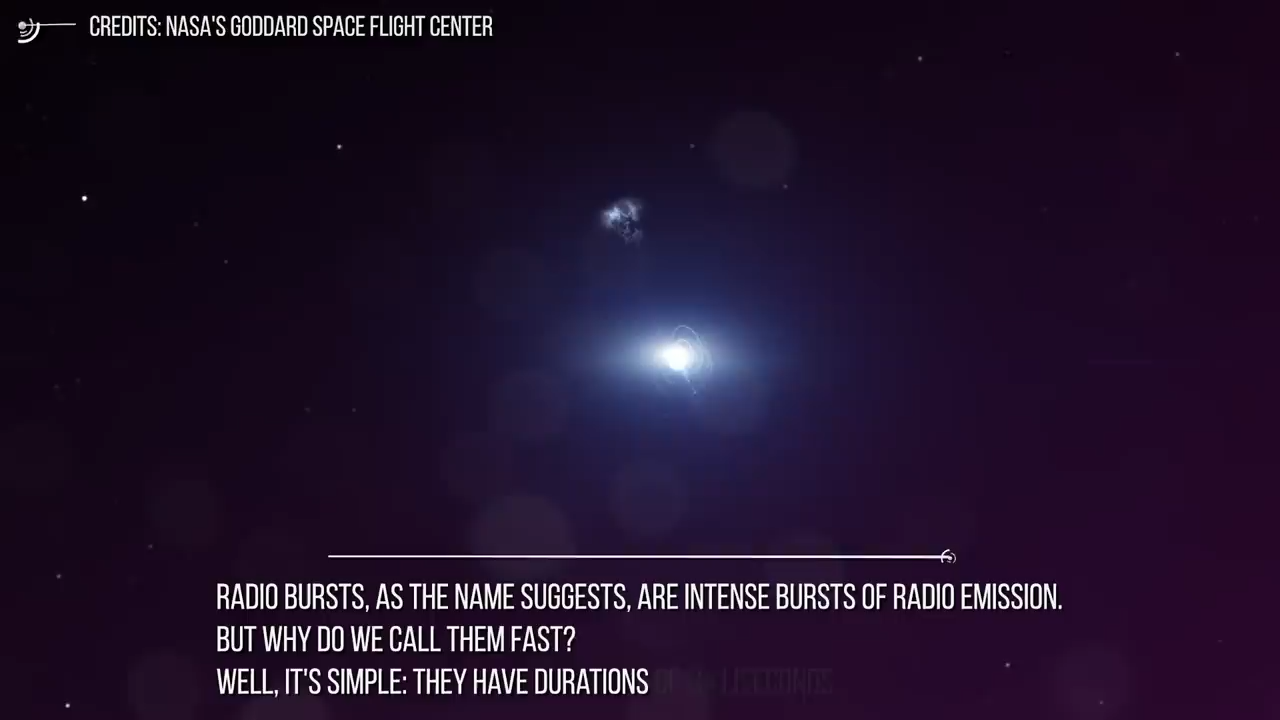 CREDITS: NASA'S GODDARD SPACE FLIGHT CENTER
RADIO BURSTS, AS THE NAME SUGGESTS, ARE INTENSE BURSTS OF RADIO EMISSION.
BUT WHY DO WE CALL THEM FAST?
WELL, IT'S SIMPLE: THEY HAVE DURATIONS